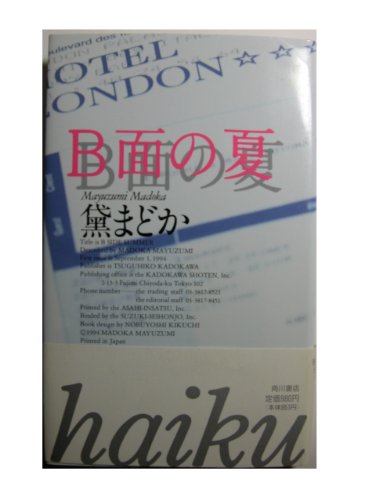 boulevard des
HOTEL
LONDON
B面の夏
B面の夏
Mayuzumi Madoka
黛まどか
Title is B SIDE SUMMER
Described by MADOKA MAYUZUMI
First issue is September 1, 1994
Publisher is TSUGUHIKO KADOKAWA
Publishing office is the KADOKAWA SHOTEN, Inc.
2-13-3 Fujimi Chiyoda-ku Tokyo 102
Phone number the trading staff 03-3817-8521
the editorial staff 03-3817-8451
Printed by the ASAHI-INSATSU, Inc.
Binded by the SUZUKI-SEIHONJO, Inc.
Book design by NOBUYOSHI KIKUCHI
©1994 MADOKA MAYUZUMI
Printed in Japan
haiku
角川書店
定価980円